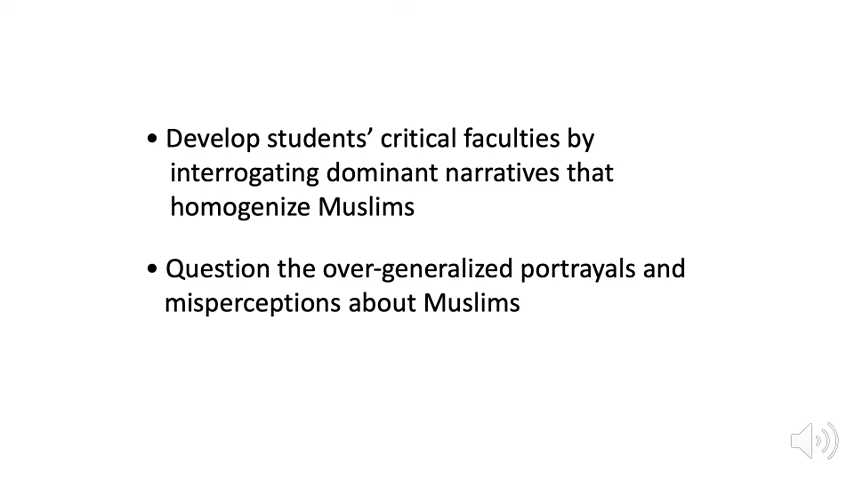 • Develop students’ critical faculties by
interrogating dominant narratives that
homogenize Muslims
• Question the over-generalized portrayals and
misperceptions about Muslims